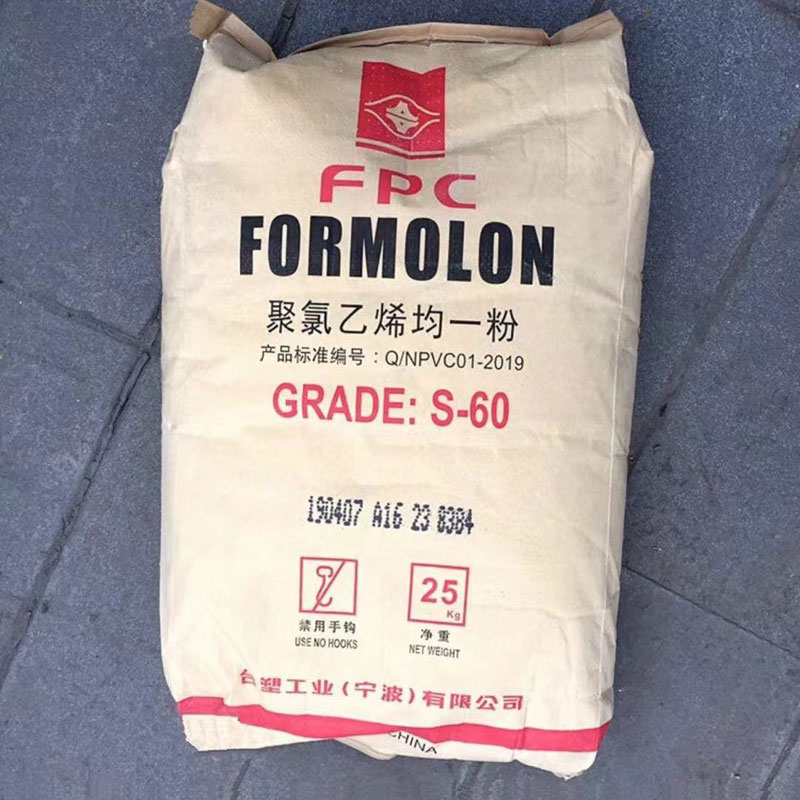 FPC
FORMOLON
聚氯乙烯均一粉
产品标准编号：Q/NPVC01-2019
GRADE: S-60
190407 A16 23 8384
25
Kg
禁用手钩
USE NO HOOKS
净重
NET WEIGHT
台塑工业(宁波)有限公司
CHINA